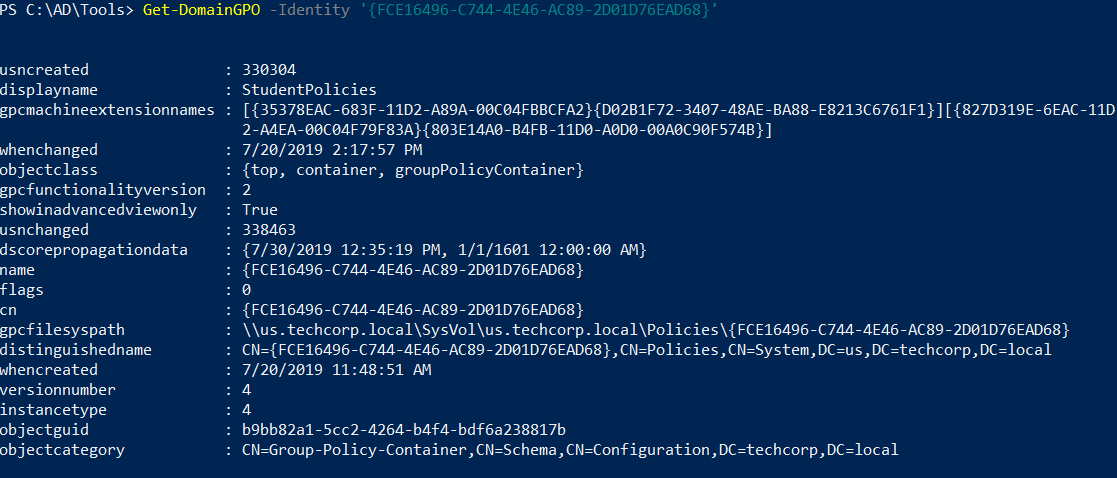 PS C:\AD\Tools> Get-DomainGPO -Identity '{FCE16496-C744-4E46-AC89-2D01D76EAD68}'
usncreated : 330304
displayname : StudentPolicies
gpcmachineextensionnames : [{35378EAC-683F-11D2-A89A-00C04FBBCFA2}{D02B1F72-3407-48AE-BA88-E8213C6761F1}][{827D319E-6EAC-11D
2-A4EA-00C04F79F83A}{803E14A0-B4FB-11D0-A0D0-00A0C90F574B}]
whenchanged : 7/20/2019 2:17:57 PM
objectclass : {top, container, groupPolicyContainer}
gpcfunctionalityversion : 2
showinadvancedviewonly : True
usnchanged : 338463
dscorepropagationdata : {7/30/2019 12:35:19 PM, 1/1/1601 12:00:00 AM}
name : {FCE16496-C744-4E46-AC89-2D01D76EAD68}
flags : 0
cn : {FCE16496-C744-4E46-AC89-2D01D76EAD68}
gpcfilesyspath : \\us.techcorp.local\SysVol\us.techcorp.local\Policies\{FCE16496-C744-4E46-AC89-2D01D76EAD68}
distinguishedname : CN={FCE16496-C744-4E46-AC89-2D01D76EAD68},CN=Policies,CN=System,DC=us,DC=techcorp,DC=local
whencreated : 7/20/2019 11:48:51 AM
versionnumber : 4
instancetype : 4
objectguid : b9bb82a1-5cc2-4264-b4f4-bdf6a238817b
objectcategory : CN=Group-Policy-Container,CN=Schema,CN=Configuration,DC=techcorp,DC=local